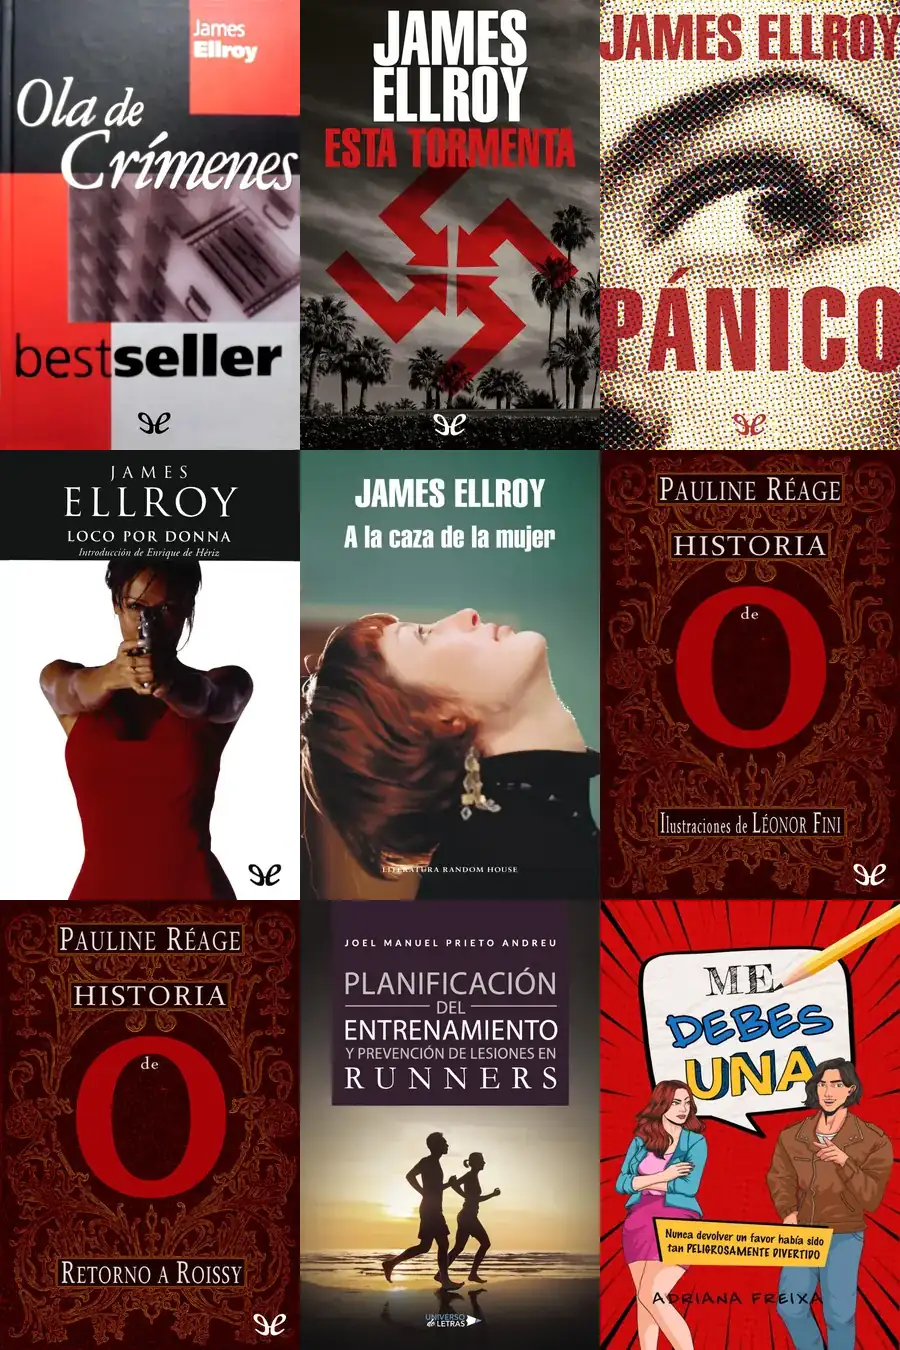 James
Ellroy
Ola de
Crímenes
bestseller
JAMES
ELLROY
ESTA TORMENTA
JAMES ELLROY
PÁNICO
JAMES
ELLROY
LOCO POR DONNA
Introducción de Enrique de Hériz
JAMES ELLROY
A la caza de la mujer
LITERATURA RANDOM HOUSE
PAULINE RÉAGE
HISTORIA
de
O
Ilustraciones de LÉONOR FINI
PAULINE RÉAGE
HISTORIA
de
O
RETORNO A ROISSY
JOEL MANUEL PRIETO ANDREU
PLANIFICACIÓN
DEL
ENTRENAMIENTO
Y PREVENCIÓN DE LESIONES EN
RUNNERS
UNIVERSO
de LETRAS
ME
DEBES
UNA
Nunca devolver un favor había sido
tan PELIGROSAMENTE DIVERTIDO
ADRIANA FREIXA